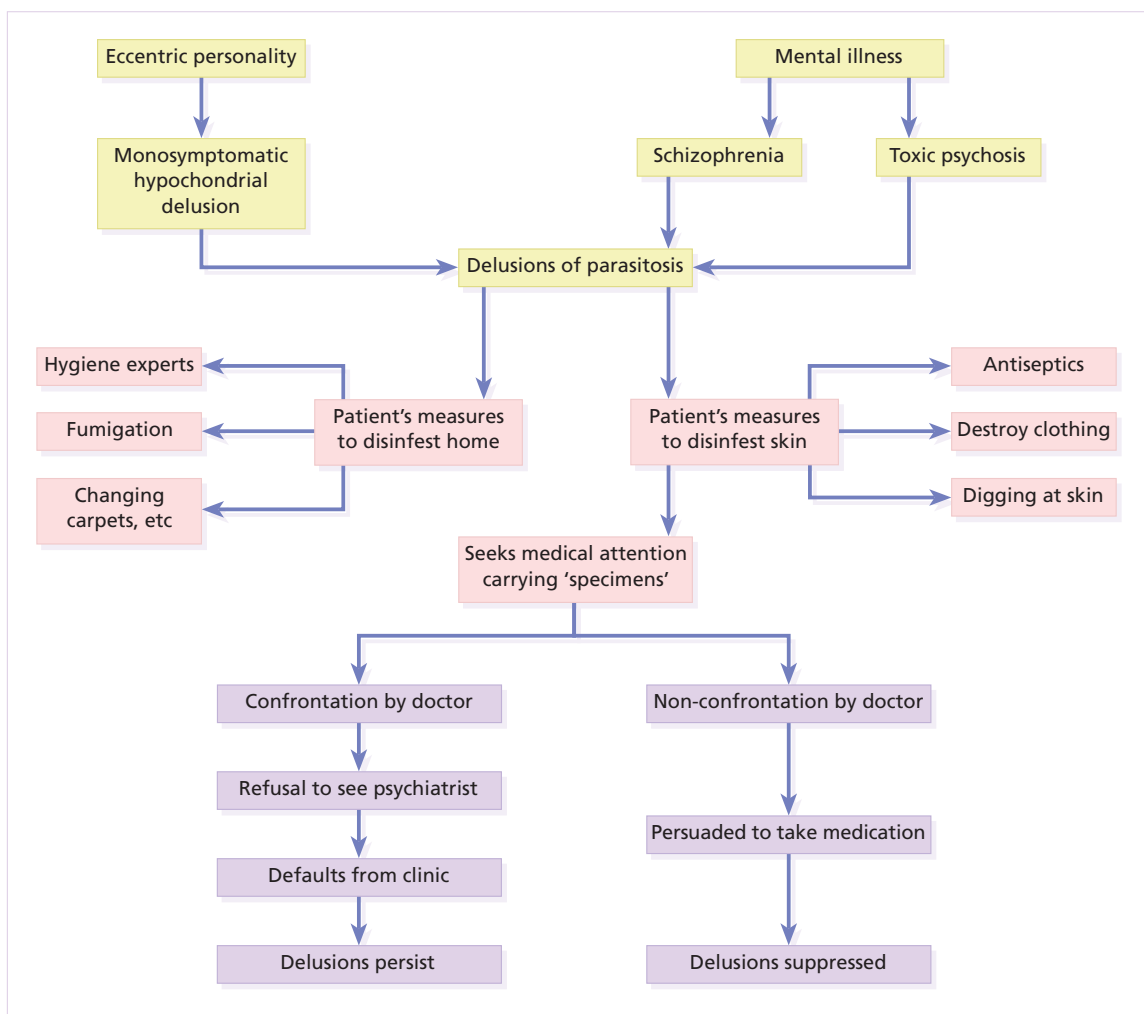 Eccentric personality
Mental illness
Monosymptomatic
hypochondrial
delusion
Schizophrenia
Toxic psychosis
Delusions of parasitosis
Hygiene experts
Fumigation
Changing
carpets, etc
Patient’s measures
to disinfest home
Patient’s measures
to disinfest skin
Antiseptics
Destroy clothing
Digging at skin
Seeks medical attention
carrying ‘specimens’
Confrontation by doctor
Non-confrontation by doctor
Refusal to see psychiatrist
Persuaded to take medication
Defaults from clinic
Delusions persist
Delusions suppressed